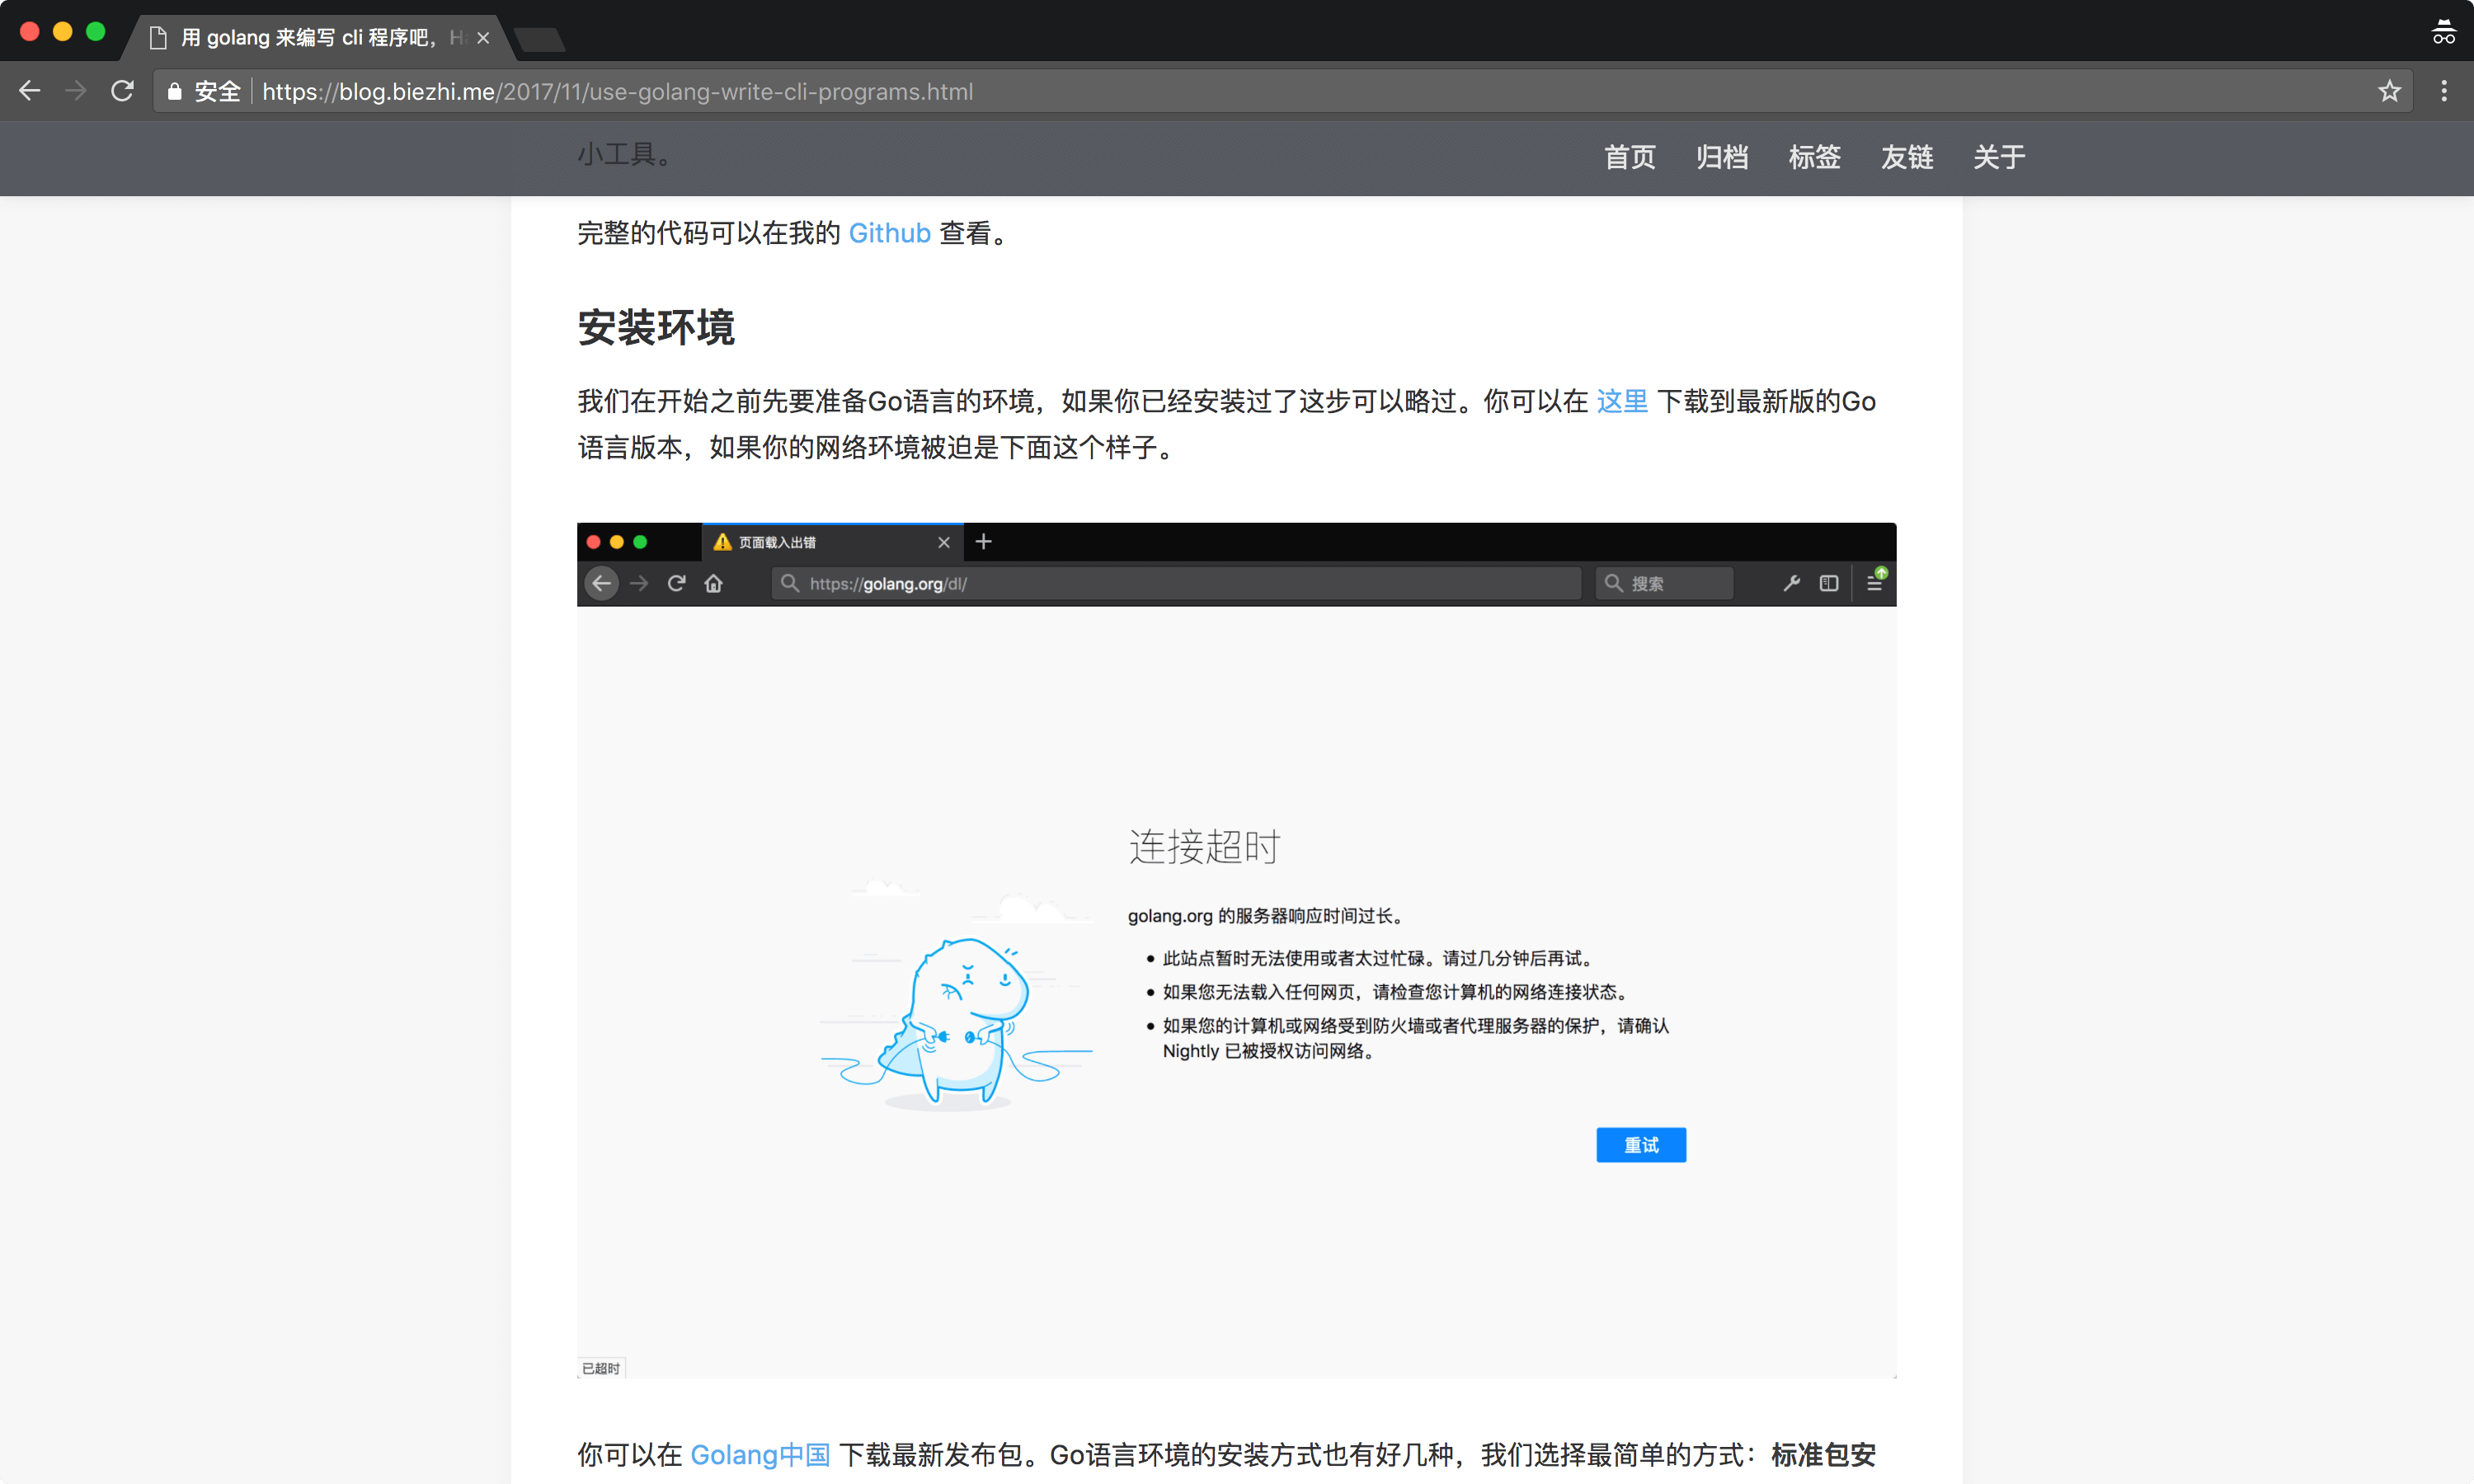 用 golang 来编写 cli 程序吧，
安全 https://blog.biezhi.me/2017/11/use-golang-write-cli-programs.html
小工具。
首页 归档 标签 友链 关于
完整的代码可以在我的 Github 查看。
安装环境
我们在开始之前先要准备Go语言的环境，如果你已经安装过了这步可以略过。你可以在 这里 下载到最新版的Go
语言版本，如果你的网络环境被迫是下面这个样子。
页面载入出错
https://golang.org/dl/ 搜索
连接超时
golang.org 的服务器响应时间过长。
此站点暂时无法使用或者太过忙碌。请过几分钟后再试。
如果您无法载入任何网页，请检查您计算机的网络连接状态。
如果您的计算机或网络受到防火墙或者代理服务器的保护，请确认
Nightly 已被授权访问网络。
重试
已超时
你可以在 Golang中国 下载最新发布包。Go语言环境的安装方式也有好几种，我们选择最简单的方式：标准包安